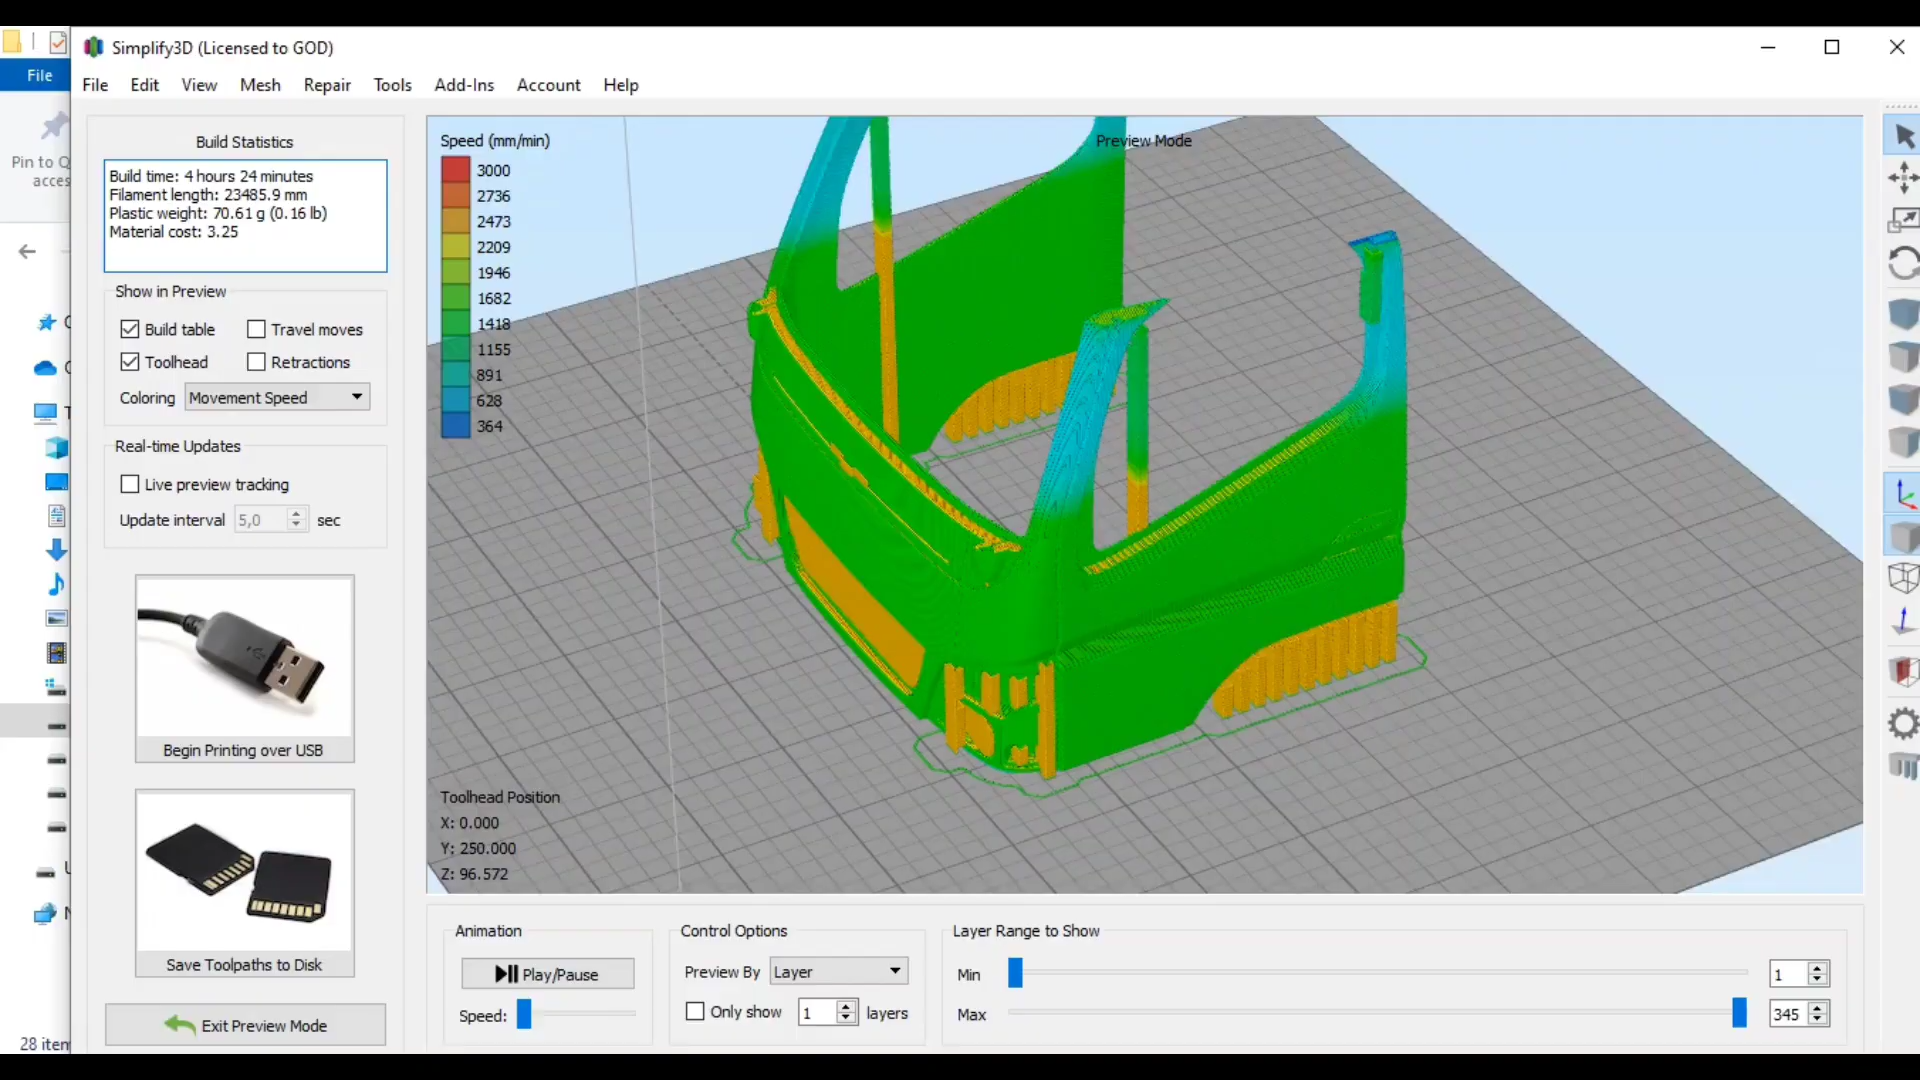 Simplify3D (Licensed to GOD)
File
File Edit View Mesh Repair Tools Add-Ins Account Help
Pin to Q
acces
Build Statistics
Build time: 4 hours 24 minutes
Filament length: 23485.9 mm
Plastic weight: 70.61 g (0.16 lb)
Material cost: 3.25
Show in Preview
Build table
Travel moves
Toolhead
Retractions
Coloring Movement Speed
Real-time Updates
Live preview tracking
Update interval 5,0 sec
Begin Printing over USB
Save Toolpaths to Disk
Exit Preview Mode
28 item
Speed (mm/min)
3000
2736
2473
2209
1946
1682
1418
1155
891
628
364
Preview Mode
Toolhead Position
X: 0.000
Y: 250.000
Z: 96.572
Animation
Play/Pause
Speed:
Control Options
Preview By Layer
Only show 1 layers
Layer Range to Show
Min 1
Max 345